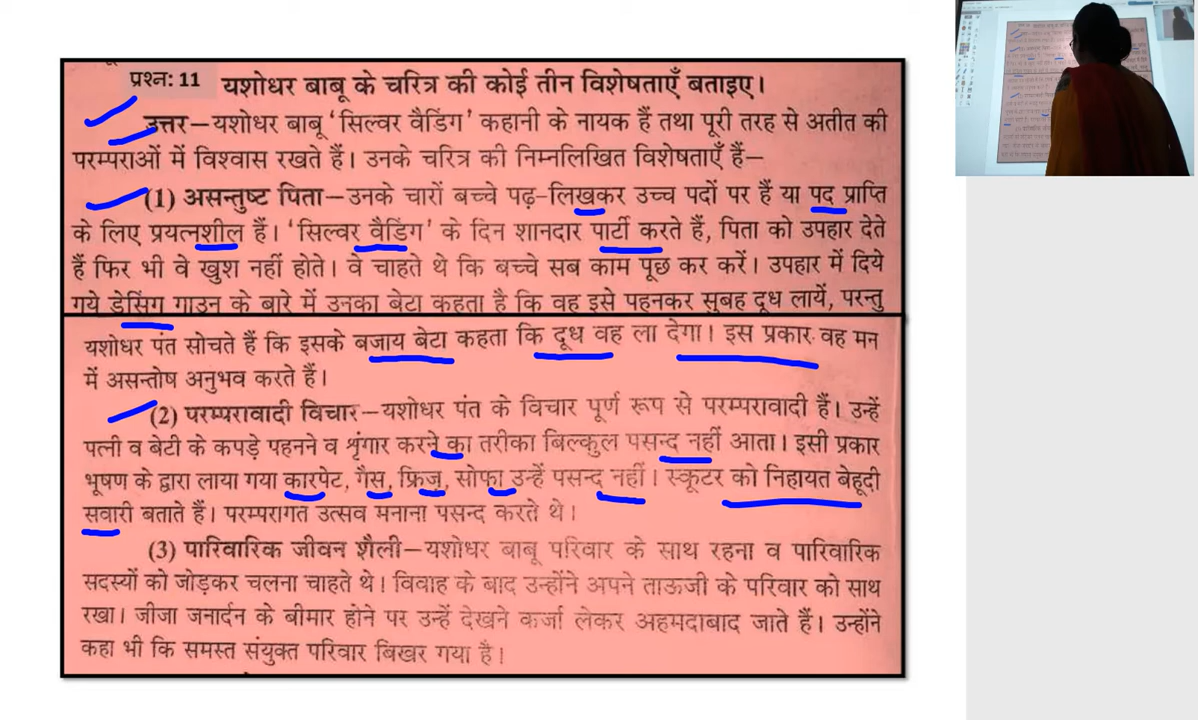 प्रश्न: 11 यशोधर बाबू के चरित्र की कोई तीन विशेषताएँ बताइए।
उत्तर–यशोधर बाबू ‘सिल्वर वैडिंग’ कहानी के नायक हैं तथा पूरी तरह से अतीत की
परम्पराओं में विश्वास रखते हैं। उनके चरित्र की निम्नलिखित विशेषताएँ हैं–
(1) असन्तुष्ट पिता–उनके चारों बच्चे पढ़-लिखकर उच्च पदों पर हैं या पद प्राप्ति
के लिए प्रयत्नशील हैं। ‘सिल्वर वैडिंग’ के दिन शानदार पार्टी करते हैं, पिता को उपहार देते
हैं फिर भी वे खुश नहीं होते। वे चाहते थे कि बच्चे सब काम पूछ कर करें। उपहार में दिये
गये ड्रेसिंग गाउन के बारे में उनका बेटा कहता है कि वह इसे पहनकर सुबह दूध लायें, परन्तु
यशोधर पंत सोचते हैं कि इसके बजाय बेटा कहता कि दूध वह ला देगा। इस प्रकार वह मन
में असन्तोष अनुभव करते हैं।
(2) परम्परावादी विचार–यशोधर पंत के विचार पूर्ण रूप से परम्परावादी हैं। उन्हें
पत्नी व बेटी के कपड़े पहनने व श्रृंगार करने का तरीका बिल्कुल पसन्द नहीं आता। इसी प्रकार
भूषण के द्वारा लाया गया कारपेट, गैस, फ्रिज, सोफा उन्हें पसन्द नहीं। स्कूटर को निहायत बेहूदी
सवारी बताते हैं। परम्परागत उत्सव मनाना पसन्द करते थे।
(3) पारिवारिक जीवन शैली–यशोधर बाबू परिवार के साथ रहना व पारिवारिक
सदस्यों को जोड़कर चलना चाहते थे। विवाह के बाद उन्होंने अपने ताऊजी के परिवार को साथ
रखा। जीजा जनार्दन के बीमार होने पर उन्हें देखने कर्जा लेकर अहमदाबाद जाते हैं। उन्होंने
कहा भी कि समस्त संयुक्त परिवार बिखर गया है।